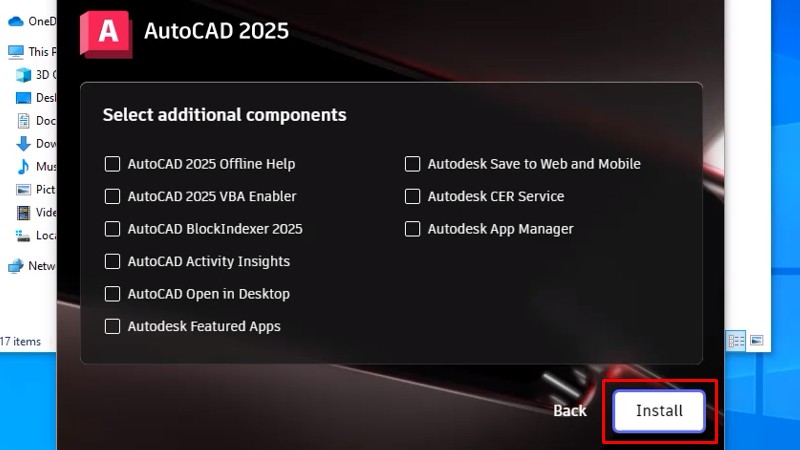 AutoCAD 2025
Select additional components
AutoCAD 2025 Offline Help
AutoCAD 2025 VBA Enabler
AutoCAD BlockIndexer 2025
AutoCAD Activity Insights
AutoCAD Open in Desktop
Autodesk Featured Apps
Autodesk Save to Web and Mobile
Autodesk CER Service
Autodesk App Manager
Back
Install
OneD
This P
3D O
Desl
Doc
Dow
Mus
Pict
Vide
Loca
Netw
17 items